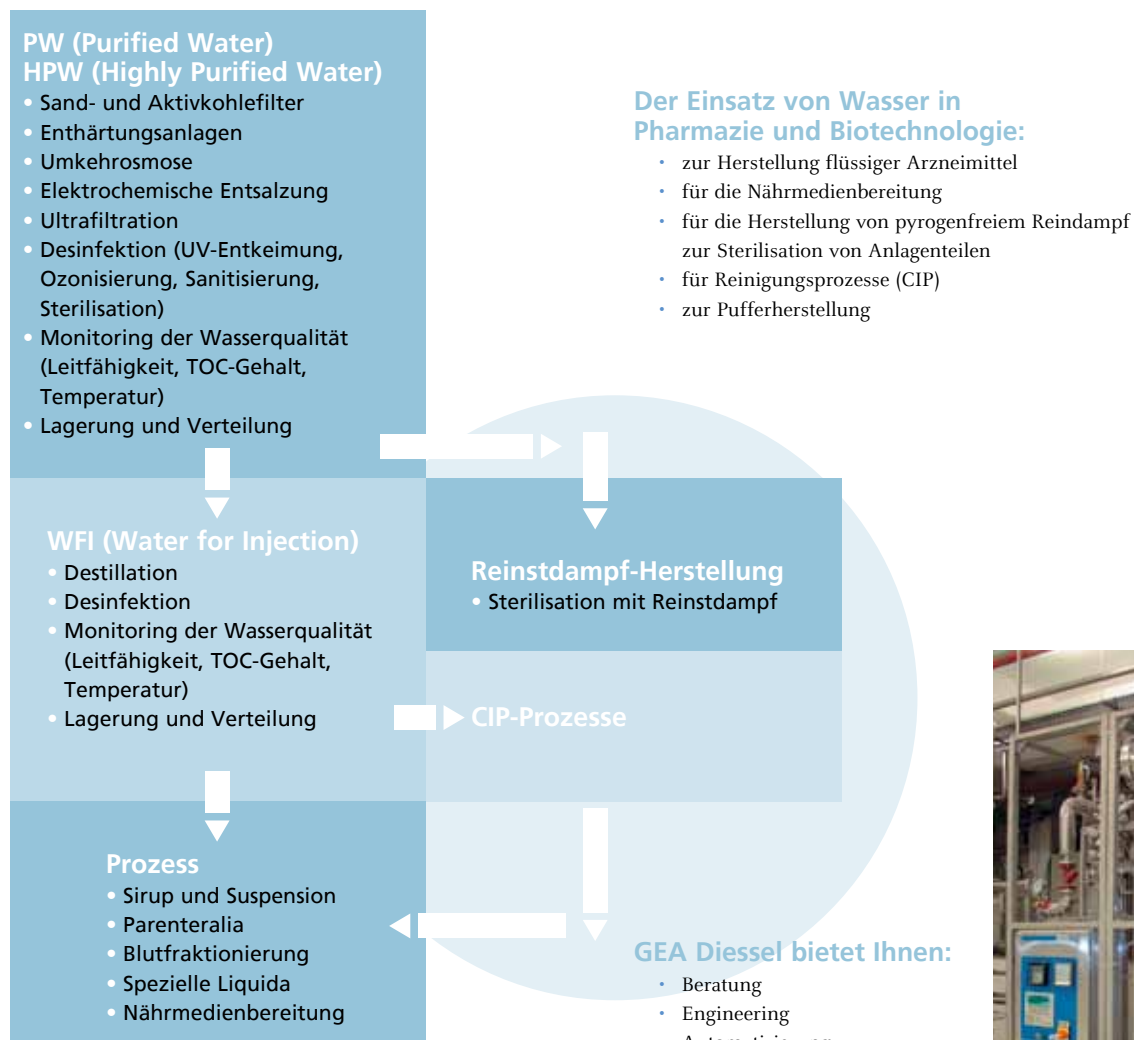 PW (Purified Water)
HPW (Highly Purified Water)
• Sand- und Aktivkohlefilter
• Enthärtungsanlagen
• Umkehrosmose
• Elektrochemische Entsalzung
• Ultrafiltration
• Desinfektion (UV-Entkeimung,
Ozonisierung, Sanitisierung,
Sterilisation)
• Monitoring der Wasserqualität
(Leitfähigkeit, TOC-Gehalt,
Temperatur)
• Lagerung und Verteilung
Der Einsatz von Wasser in
Pharmazie und Biotechnologie:
• zur Herstellung flüssiger Arzneimittel
• für die Nährmedienbereitung
• für die Herstellung von pyrogenfreiem Reindampf
zur Sterilisation von Anlagenteilen
• für Reinigungsprozesse (CIP)
• zur Pufferherstellung
WFI (Water for Injection)
• Destillation
• Desinfektion
• Monitoring der Wasserqualität
(Leitfähigkeit, TOC-Gehalt,
Temperatur)
• Lagerung und Verteilung
Reinstdampf-Herstellung
• Sterilisation mit Reinstdampf
CIP-Prozesse
Prozess
• Sirup und Suspension
• Parenteralia
• Blutfraktionierung
• Spezielle Liquida
• Nährmedienbereitung
GEA Diessel bietet Ihnen:
• Beratung
• Engineering